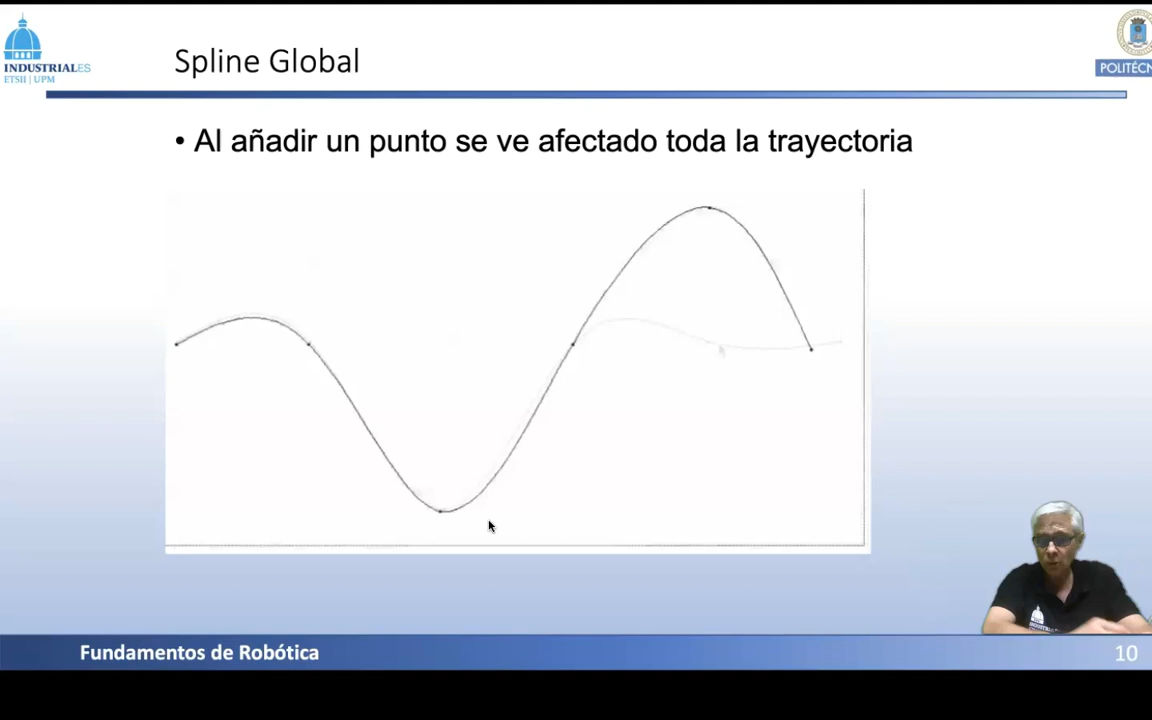 INDUSTRIALES
ETSII | UPM
Spline Global
POLITÉCN
• Al añadir un punto se ve afectado toda la trayectoria
Fundamentos de Robótica
10